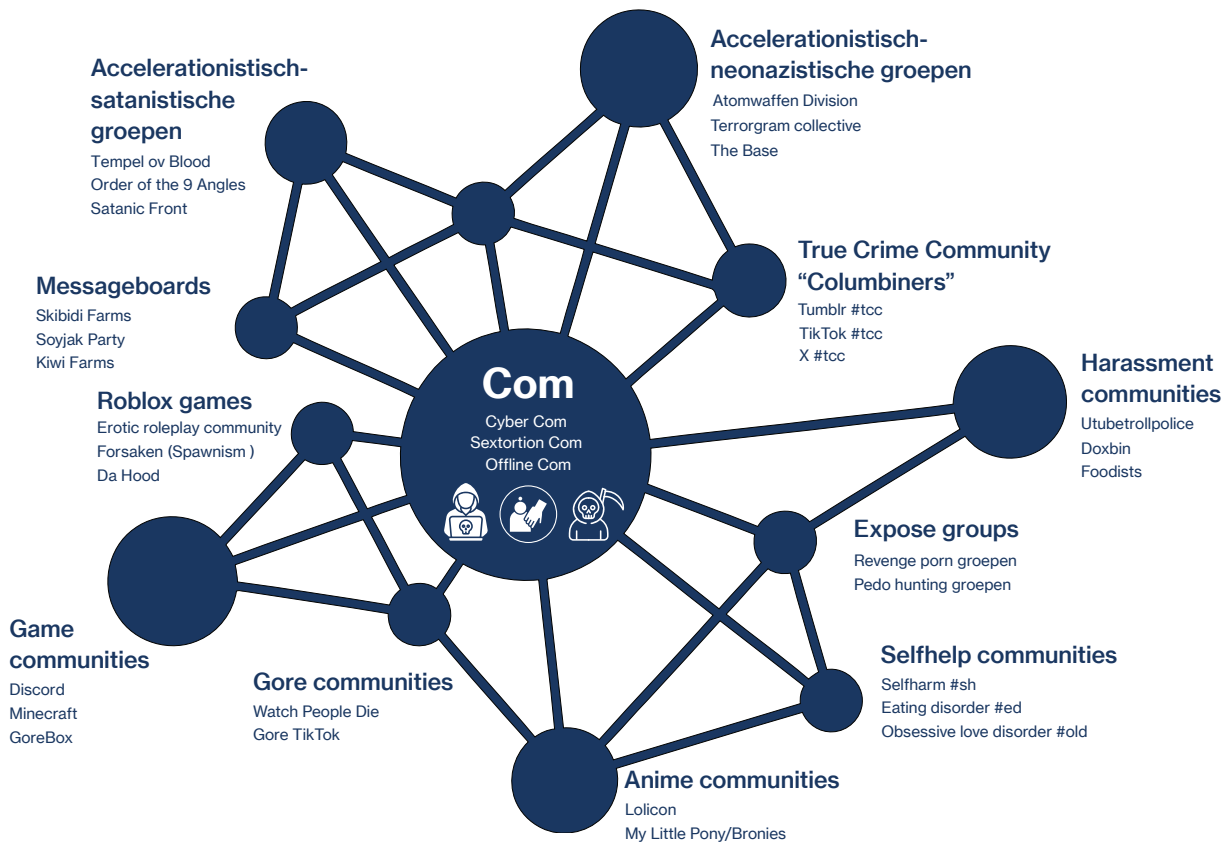 Accelerationistisch-
neonazistische groepen
Atomwaffen Division
Terrorgram collective
The Base
Accelerationistisch-
satanistische
groepen
Tempel ov Blood
Order of the 9 Angles
Satanic Front
True Crime Community
“Columbiners”
Tumblr #tcc
TikTok #tcc
X #tcc
Messageboards
Skibidi Farms
Soyjak Party
Kiwi Farms
Harassment
communities
Utubetrollpolice
Doxbin
Foodists
Com
Cyber Com
Sextortion Com
Offline Com
Roblox games
Erotic roleplay community
Forsaken (Spawnism )
Da Hood
Expose groups
Revenge porn groepen
Pedo hunting groepen
Game
communities
Discord
Minecraft
GoreBox
Gore communities
Watch People Die
Gore TikTok
Selfhelp communities
Selfharm #sh
Eating disorder #ed
Obsessive love disorder #old
Anime communities
Lolicon
My Little Pony/Bronies